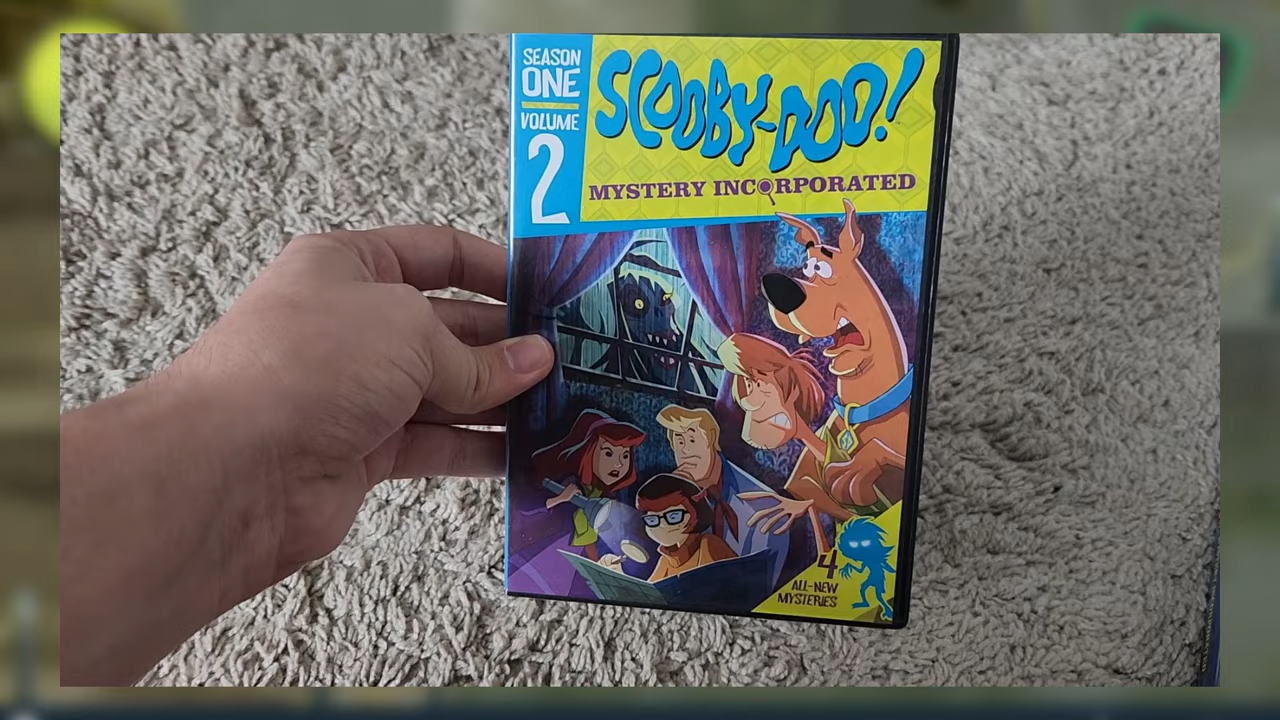 SEASON
ONE
VOLUME
2
SCOOBY-DOO!
MYSTERY INCORPORATED
4
ALL-NEW
MYSTERIES